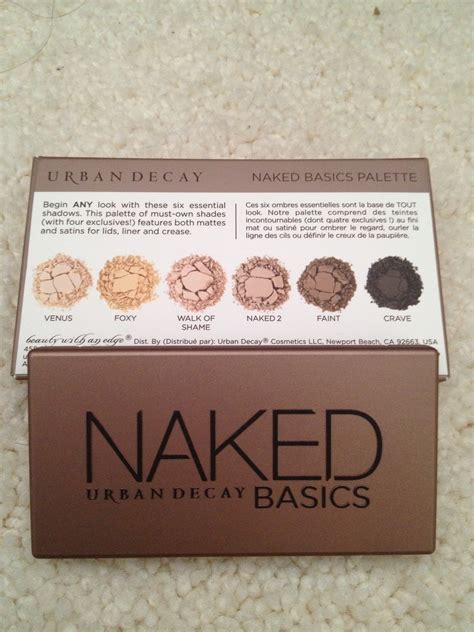 URBAN DECAY
NAKED BASICS PALETTE
Begin ANY look with these six essential
shadows. This palette of must-own shades
(with four exclusives!) features both mattes
and satins for lids, liner and crease.
Ces six ombres essentielles sont la base de TOUT
look. Notre palette comprend des teintes
incontournables (dont quatre exclusives !) au fini
mat ou satiné pour ombrer le regard, ourler la
ligne des cils ou définir le creux de la paupière.
VENUS
FOXY
WALK OF
SHAME
NAKED 2
FAINT
CRAVE
beauty with an edge® Dist. By (Distribué par): Urban Decay® Cosmetics LLC, Newport Beach, CA 92663, USA
NAKED
URBAN DECAY BASICS